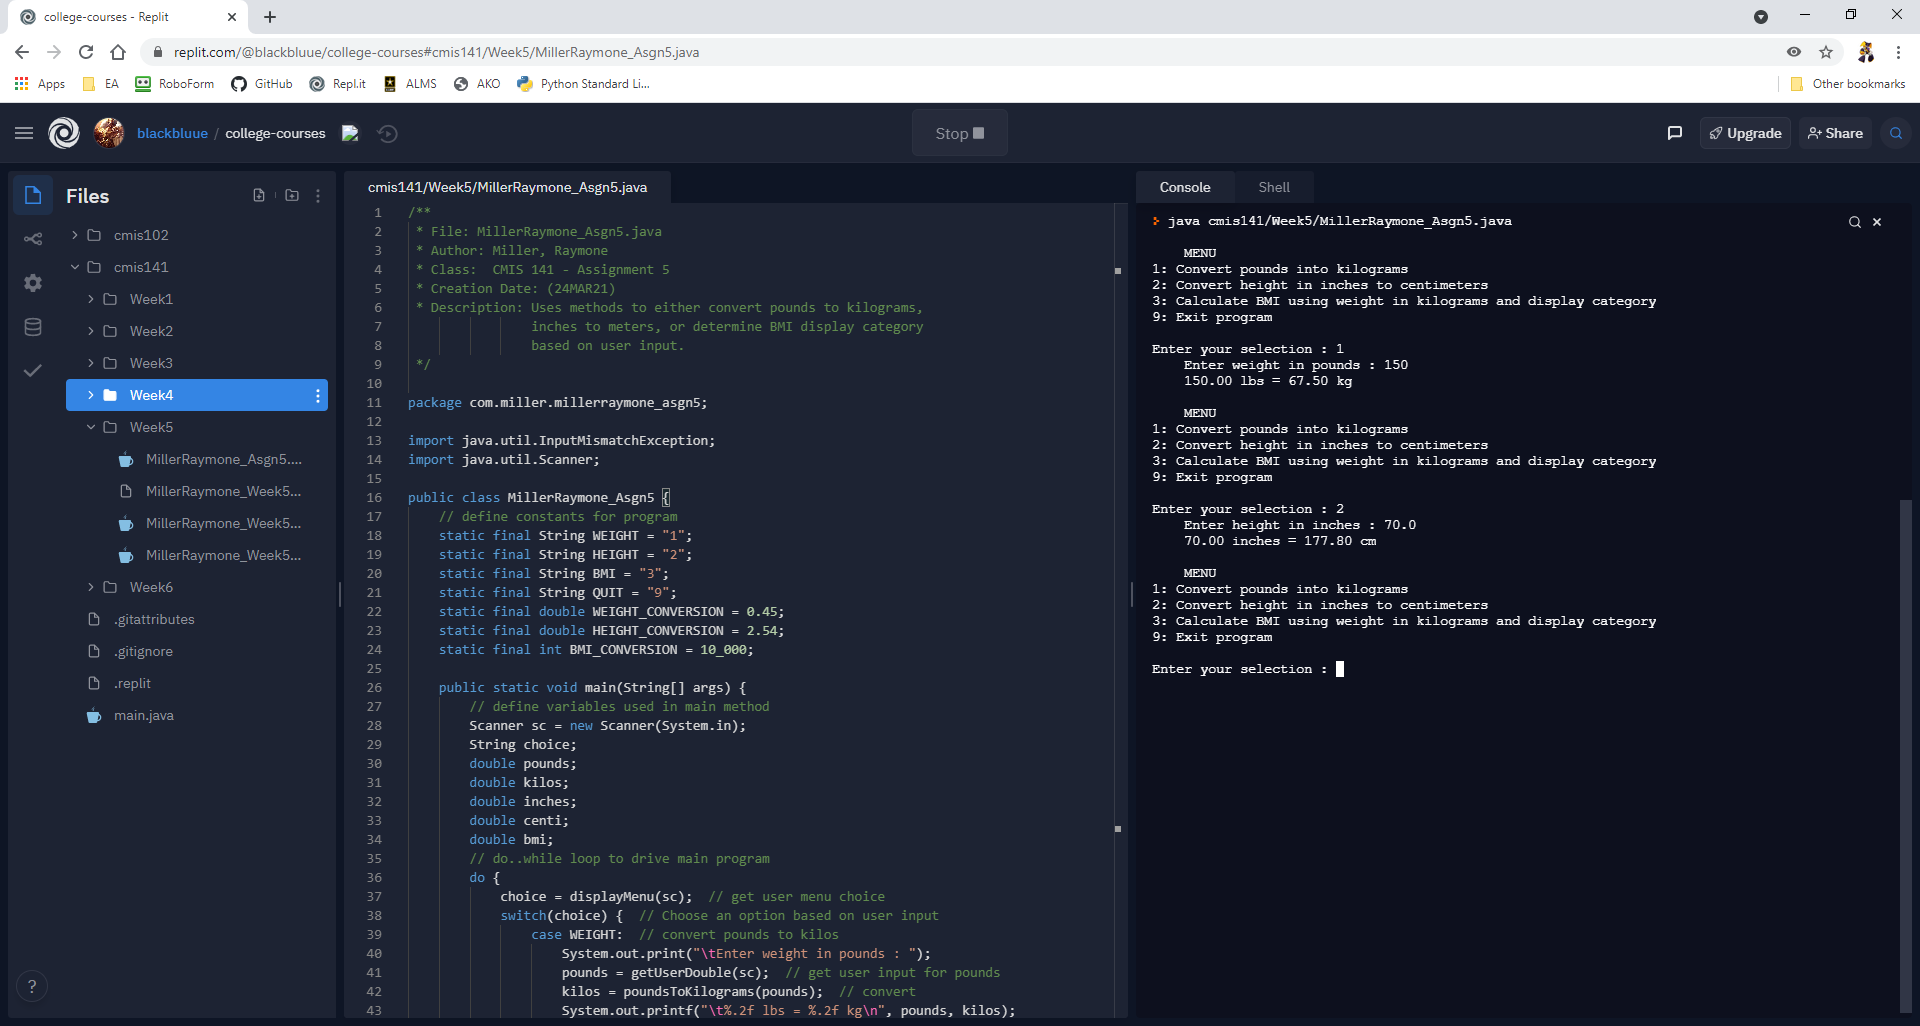 college-courses - Replit
replit.com/@blackbluue/college-courses#cmis141/Week5/MillerRaymone_Asgn5.java
Apps EA RoboForm GitHub Repl.it ALMS AKO Python Standard Li... Other bookmarks
blackbluue / college-courses Stop Upgrade Share
Files
cmis102
cmis141
Week1
Week2
Week3
Week4
Week5
MillerRaymone_Asgn5....
MillerRaymone_Week5...
MillerRaymone_Week5...
MillerRaymone_Week5...
Week6
.gitattributes
.gitignore
.replit
main.java
?
cmis141/Week5/MillerRaymone_Asgn5.java
1 /**
2 * File: MillerRaymone_Asgn5.java
3 * Author: Miller, Raymone
4 * Class:  CMIS 141 - Assignment 5
5 * Creation Date: (24MAR21)
6 * Description: Uses methods to either convert pounds to kilograms,
7 inches to meters, or determine BMI display category
8 based on user input.
9 */
10
11 package com.miller.millerraymone_asgn5;
12
13 import java.util.InputMismatchException;
14 import java.util.Scanner;
15
16 public class MillerRaymone_Asgn5 {
17 // define constants for program
18 static final String WEIGHT = "1";
19 static final String HEIGHT = "2";
20 static final String BMI = "3";
21 static final String QUIT = "9";
22 static final double WEIGHT_CONVERSION = 0.45;
23 static final double HEIGHT_CONVERSION = 2.54;
24 static final int BMI_CONVERSION = 10_000;
25
26 public static void main(String[] args) {
27 // define variables used in main method
28 Scanner sc = new Scanner(System.in);
29 String choice;
30 double pounds;
31 double kilos;
32 double inches;
33 double centi;
34 double bmi;
35 // do..while loop to drive main program
36 do {
37 choice = displayMenu(sc);  // get user menu choice
38 switch(choice) {  // Choose an option based on user input
39 case WEIGHT:  // convert pounds to kilos
40 System.out.print("\tEnter weight in pounds : ");
41 pounds = getUserDouble(sc);  // get user input for pounds
42 kilos = poundsToKilograms(pounds);  // convert
43 System.out.printf("\t%.2f lbs = %.2f kg\n", pounds, kilos);
Console Shell
java cmis141/Week5/MillerRaymone_Asgn5.java
MENU
1: Convert pounds into kilograms
2: Convert height in inches to centimeters
3: Calculate BMI using weight in kilograms and display category
9: Exit program
Enter your selection : 1
Enter weight in pounds : 150
150.00 lbs = 67.50 kg
MENU
1: Convert pounds into kilograms
2: Convert height in inches to centimeters
3: Calculate BMI using weight in kilograms and display category
9: Exit program
Enter your selection : 2
Enter height in inches : 70.0
70.00 inches = 177.80 cm
MENU
1: Convert pounds into kilograms
2: Convert height in inches to centimeters
3: Calculate BMI using weight in kilograms and display category
9: Exit program
Enter your selection :